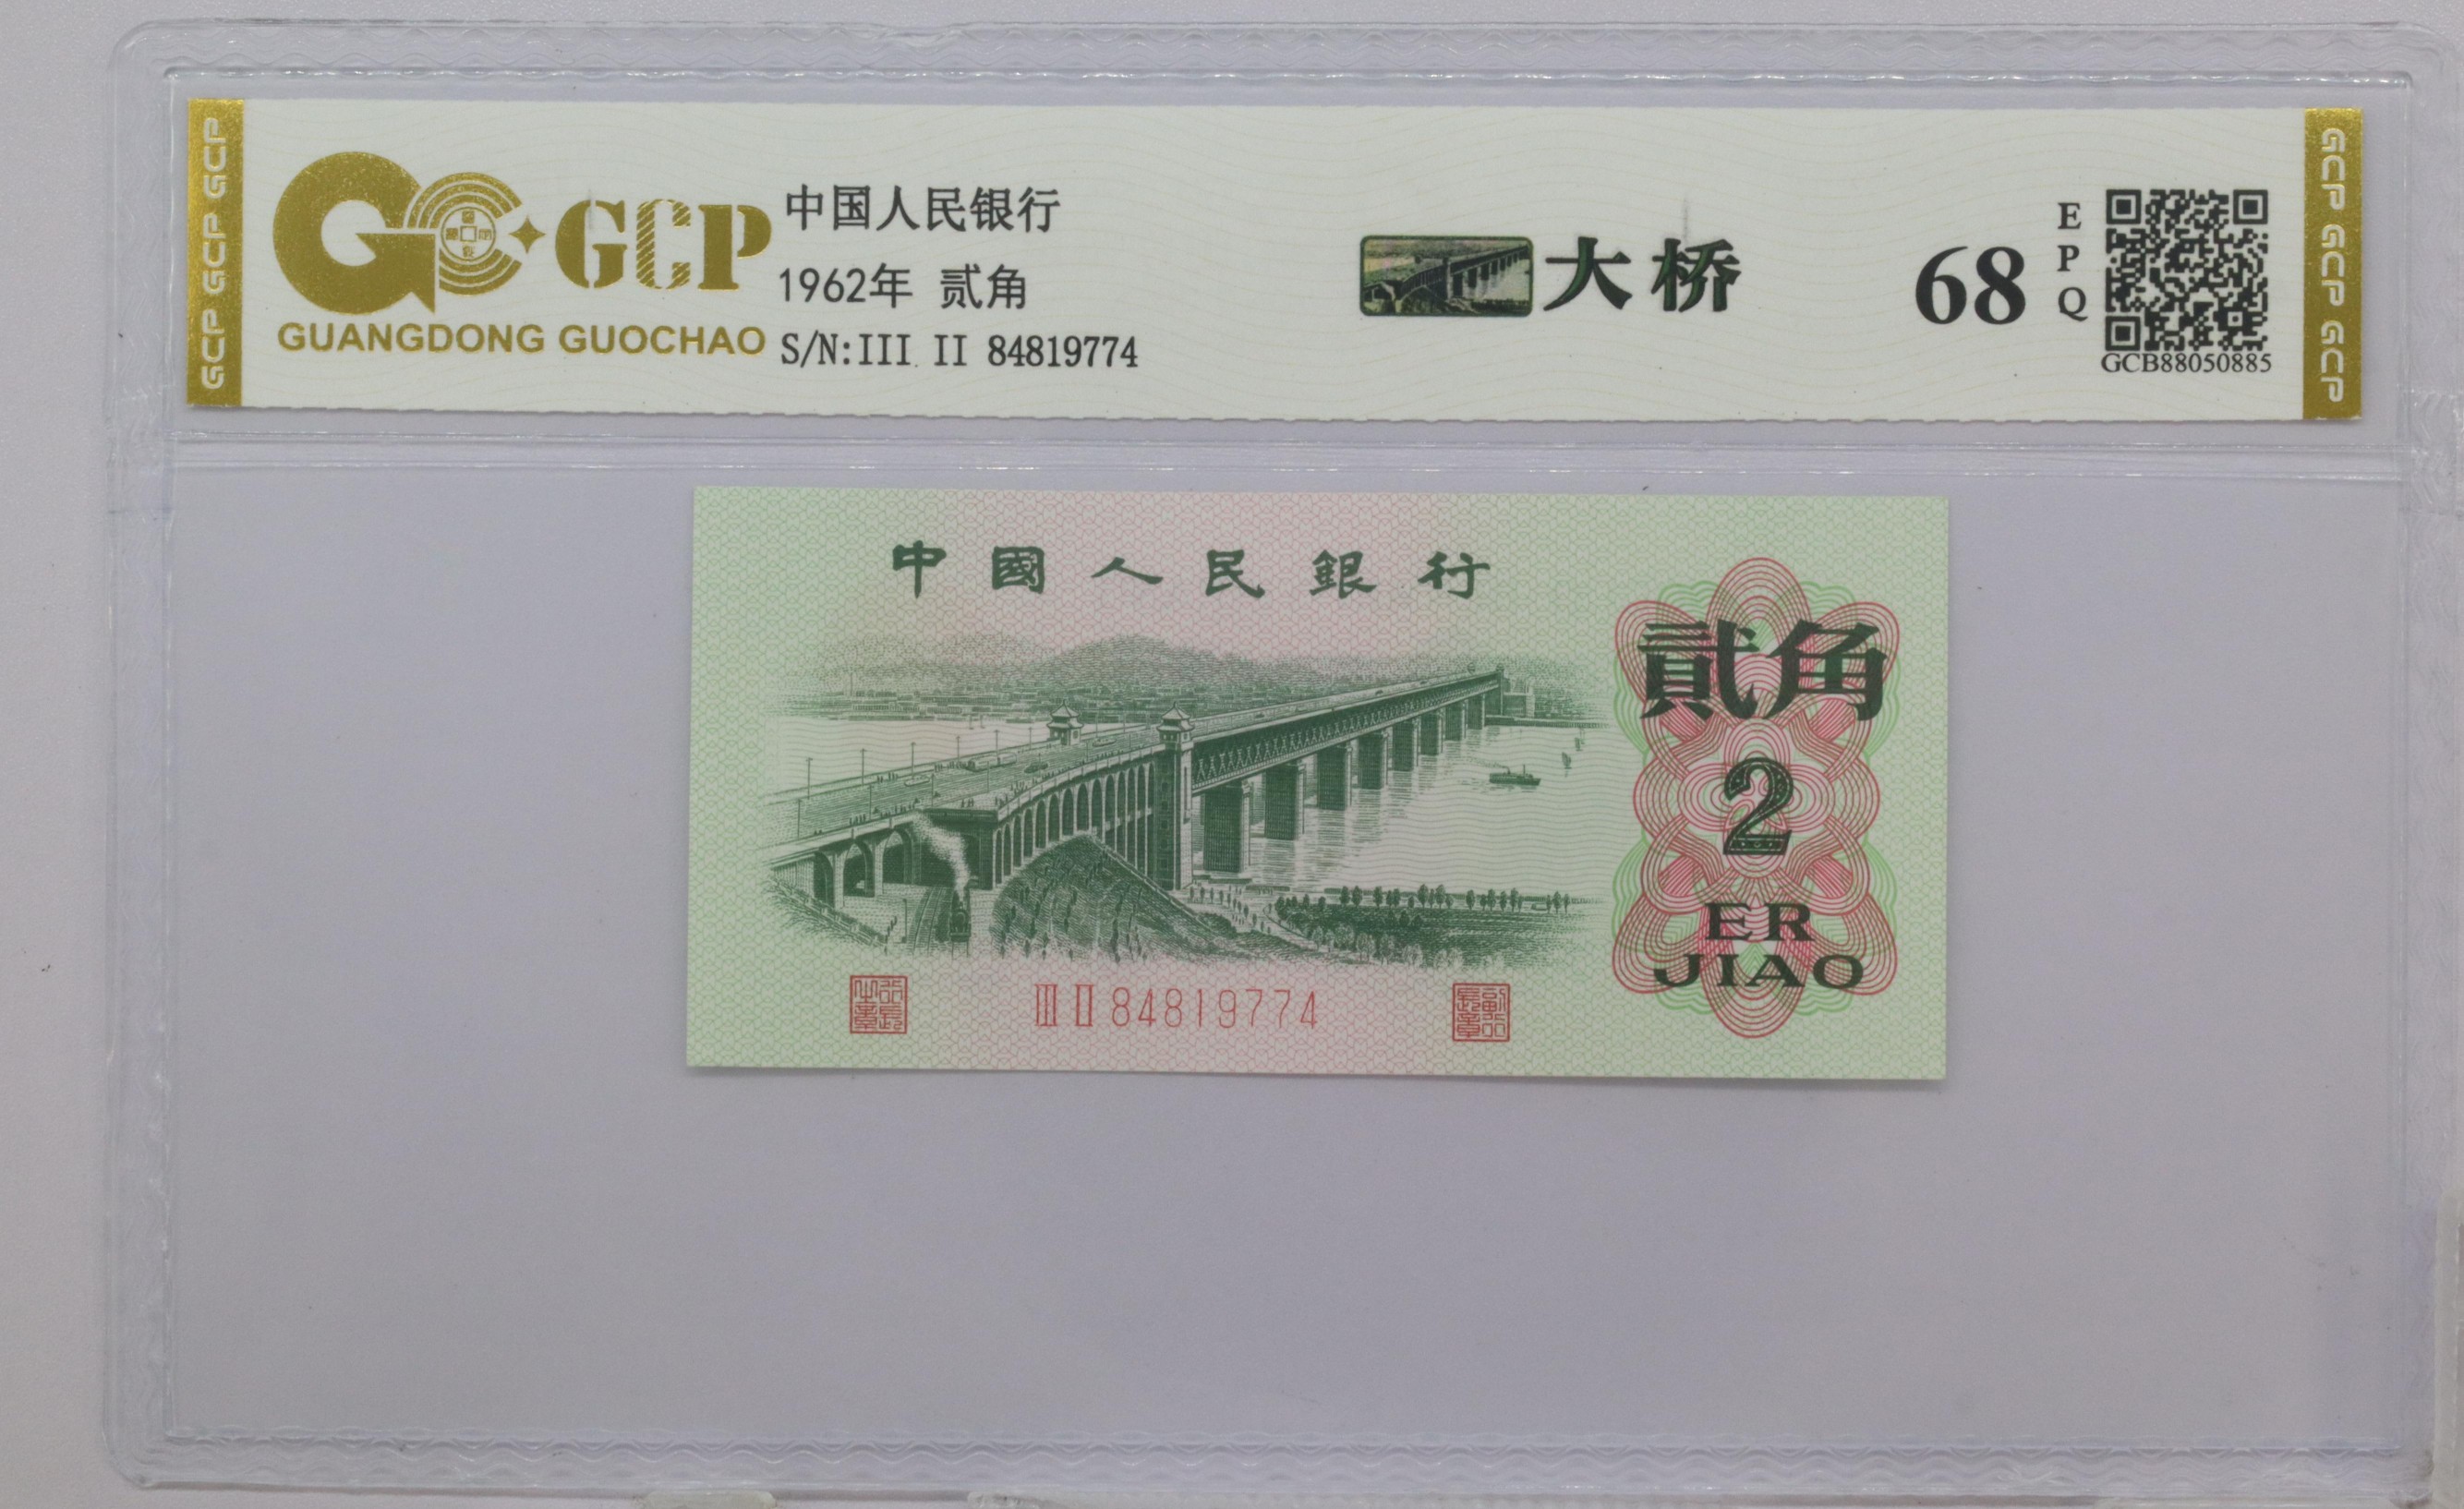 GCP GCP GCP
GCP
GUANGDONG GUOCHAO
中国人民银行
1962年 贰角
S/N:III II 84819774
大桥
68
EPQ
GCB88050885
GCP GCP GCP GCP
中國人民銀行
貳角
2
ER
JIAO
III II 84819774